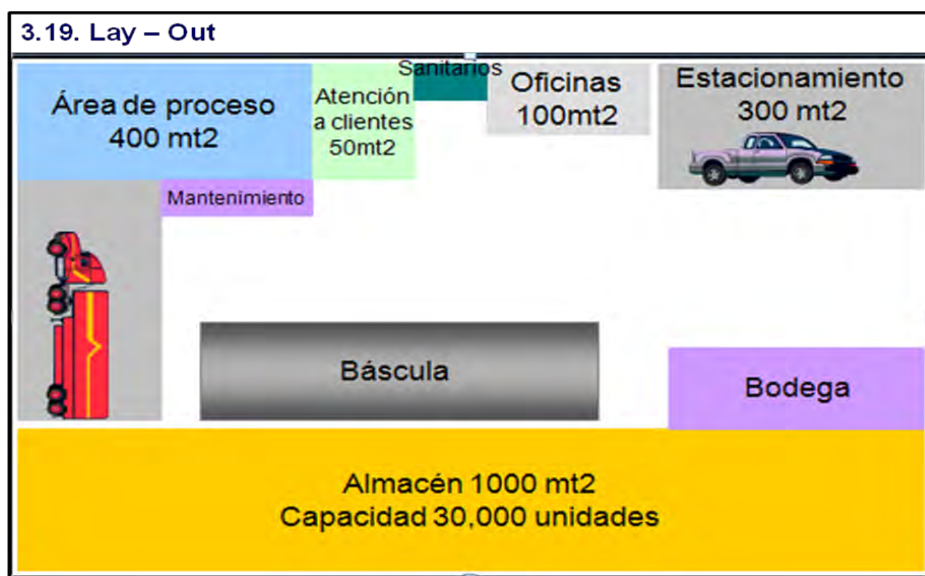 3.19. Lay – Out
Área de proceso
400 mt2
Atención
a clientes
50mt2
Sanitarios
Oficinas
100mt2
Estacionamiento
300 mt2
Mantenimiento
Báscula
Bodega
Almacén 1000 mt2
Capacidad 30,000 unidades